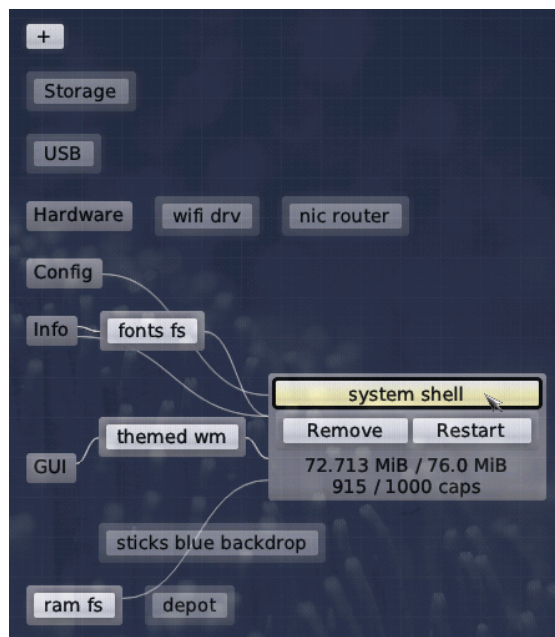 +
Storage
USB
Hardware wifi drv nic router
Config
Info fonts fs
system shell
Remove Restart
themed wm
72.713 MiB / 76.0 MiB
GUI
915 / 1000 caps
sticks blue backdrop
ram fs depot